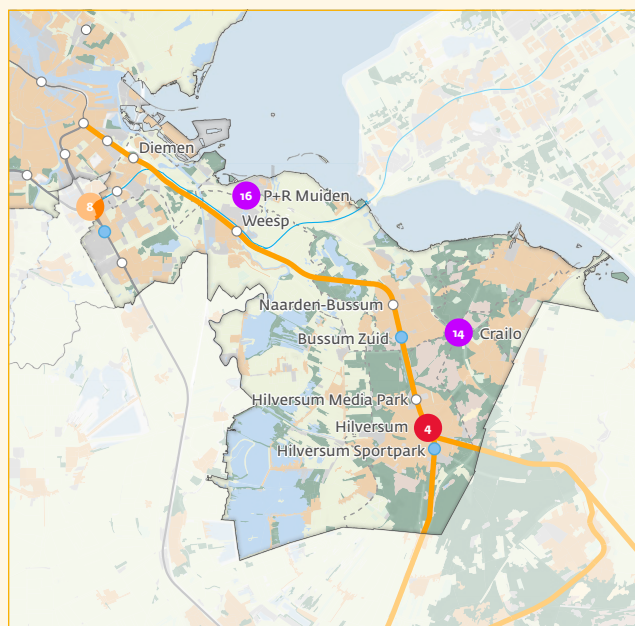 Diemen
8
16 P+R Muiden
Weesp
Naarden-Bussum
Bussum Zuid
14 Crailo
Hilversum Media Park
Hilversum 4
Hilversum Sportpark